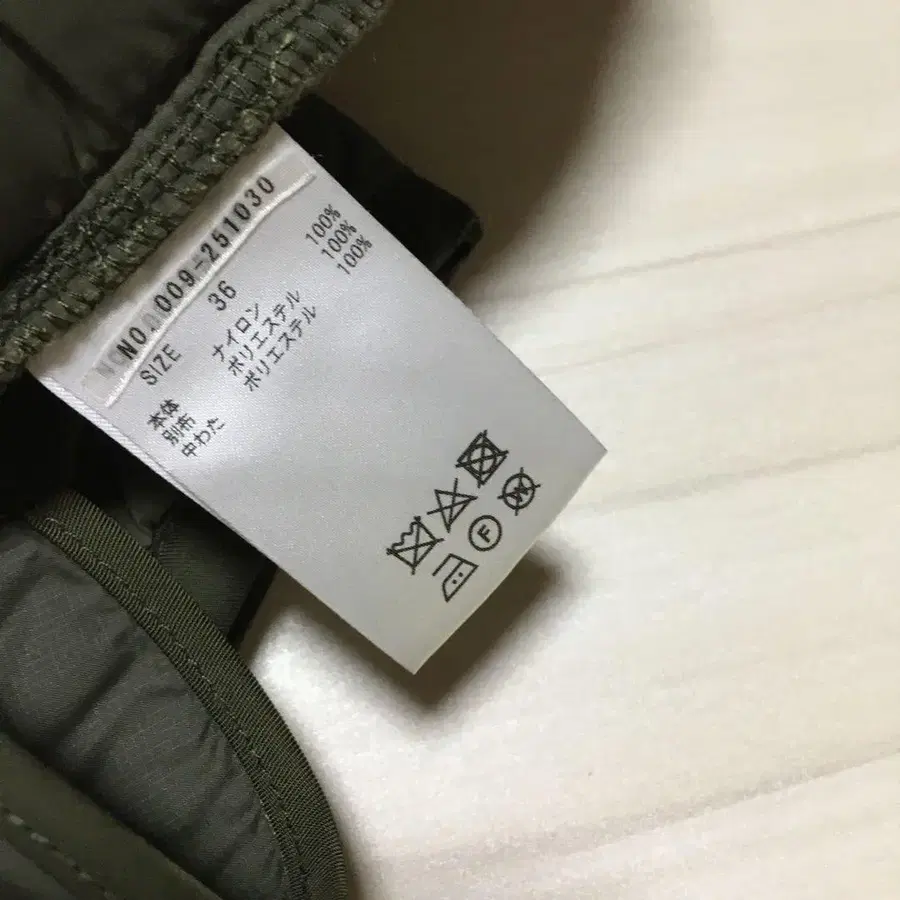 NO. 009-251030
SIZE 36
本体 ナイロン 100%
別布 ポリエステル 100%
中わた ポリエステル 100%
F